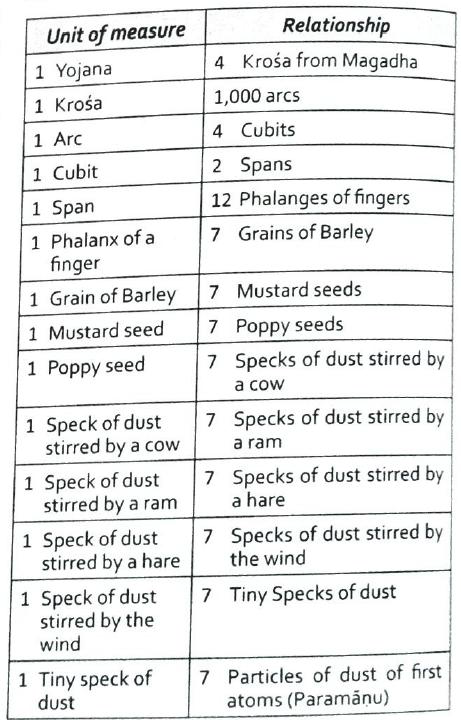 Unit of measure Relationship
1 Yojana 4 Krośa from Magadha
1 Krośa 1,000 arcs
1 Arc 4 Cubits
1 Cubit 2 Spans
1 Span 12 Phalanges of fingers
1 Phalanx of a 7 Grains of Barley
finger
1 Grain of Barley 7 Mustard seeds
1 Mustard seed 7 Poppy seeds
1 Poppy seed 7 Specks of dust stirred by
a cow
1 Speck of dust 7 Specks of dust stirred by
stirred by a cow a ram
1 Speck of dust 7 Specks of dust stirred by
stirred by a ram a hare
1 Speck of dust 7 Specks of dust stirred by
stirred by a hare the wind
1 Speck of dust 7 Tiny Specks of dust
stirred by the
wind
1 Tiny speck of 7 Particles of dust of first
dust atoms (Paramāṇu)